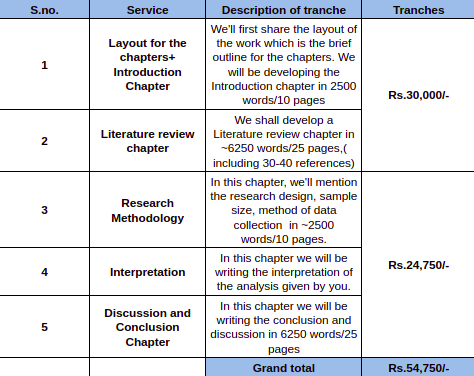 S.no. Service Description of tranche Tranches
1
Layout for the
chapters+
Introduction
Chapter
We'll first share the layout of
the work which is the brief
outline for the chapters. We
will be developing the
Introduction chapter in 2500
words/10 pages
Rs.30,000/-
2
Literature review
chapter
We shall develop a
Literature review chapter in
~6250 words/25 pages,(
including 30-40 references)
3
Research
Methodology
In this chapter, we'll mention
the research design, sample
size, method of data
collection in ~2500
words/10 pages.
Rs.24,750/-
4
Interpretation
In this chapter we will be
writing the interpretation of
the analysis given by you.
5
Discussion and
Conclusion
Chapter
In this chapter we will be
writing the conclusion and
discussion in 6250 words/25
pages
Grand total Rs.54,750/-